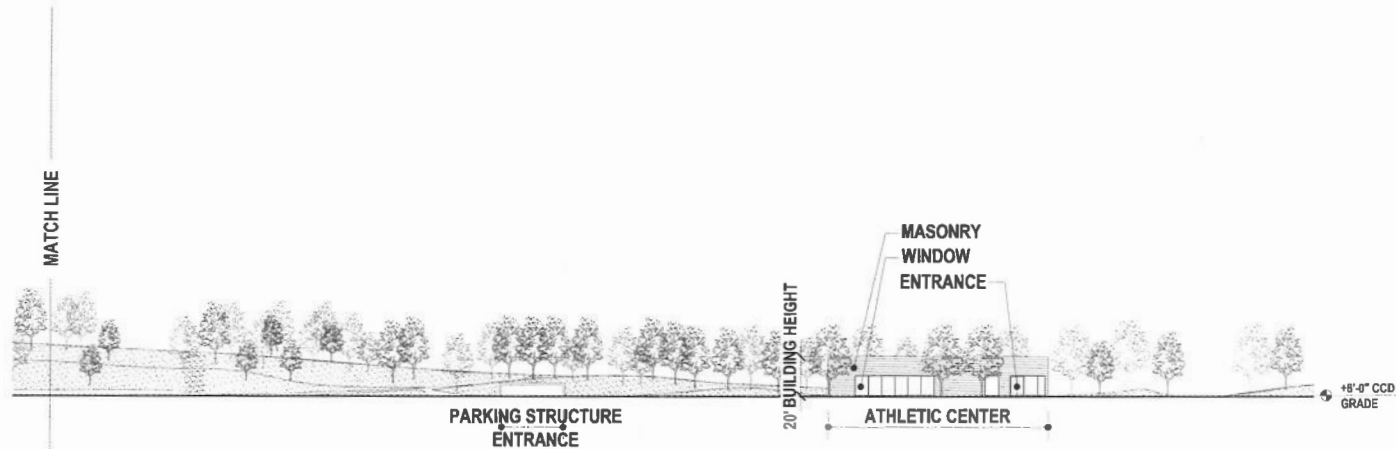 MATCH LINE
MASONRY
WINDOW
ENTRANCE
20' BUILDING HEIGHT
PARKING STRUCTURE
ENTRANCE
ATHLETIC CENTER
+8'-0" CCD
GRADE